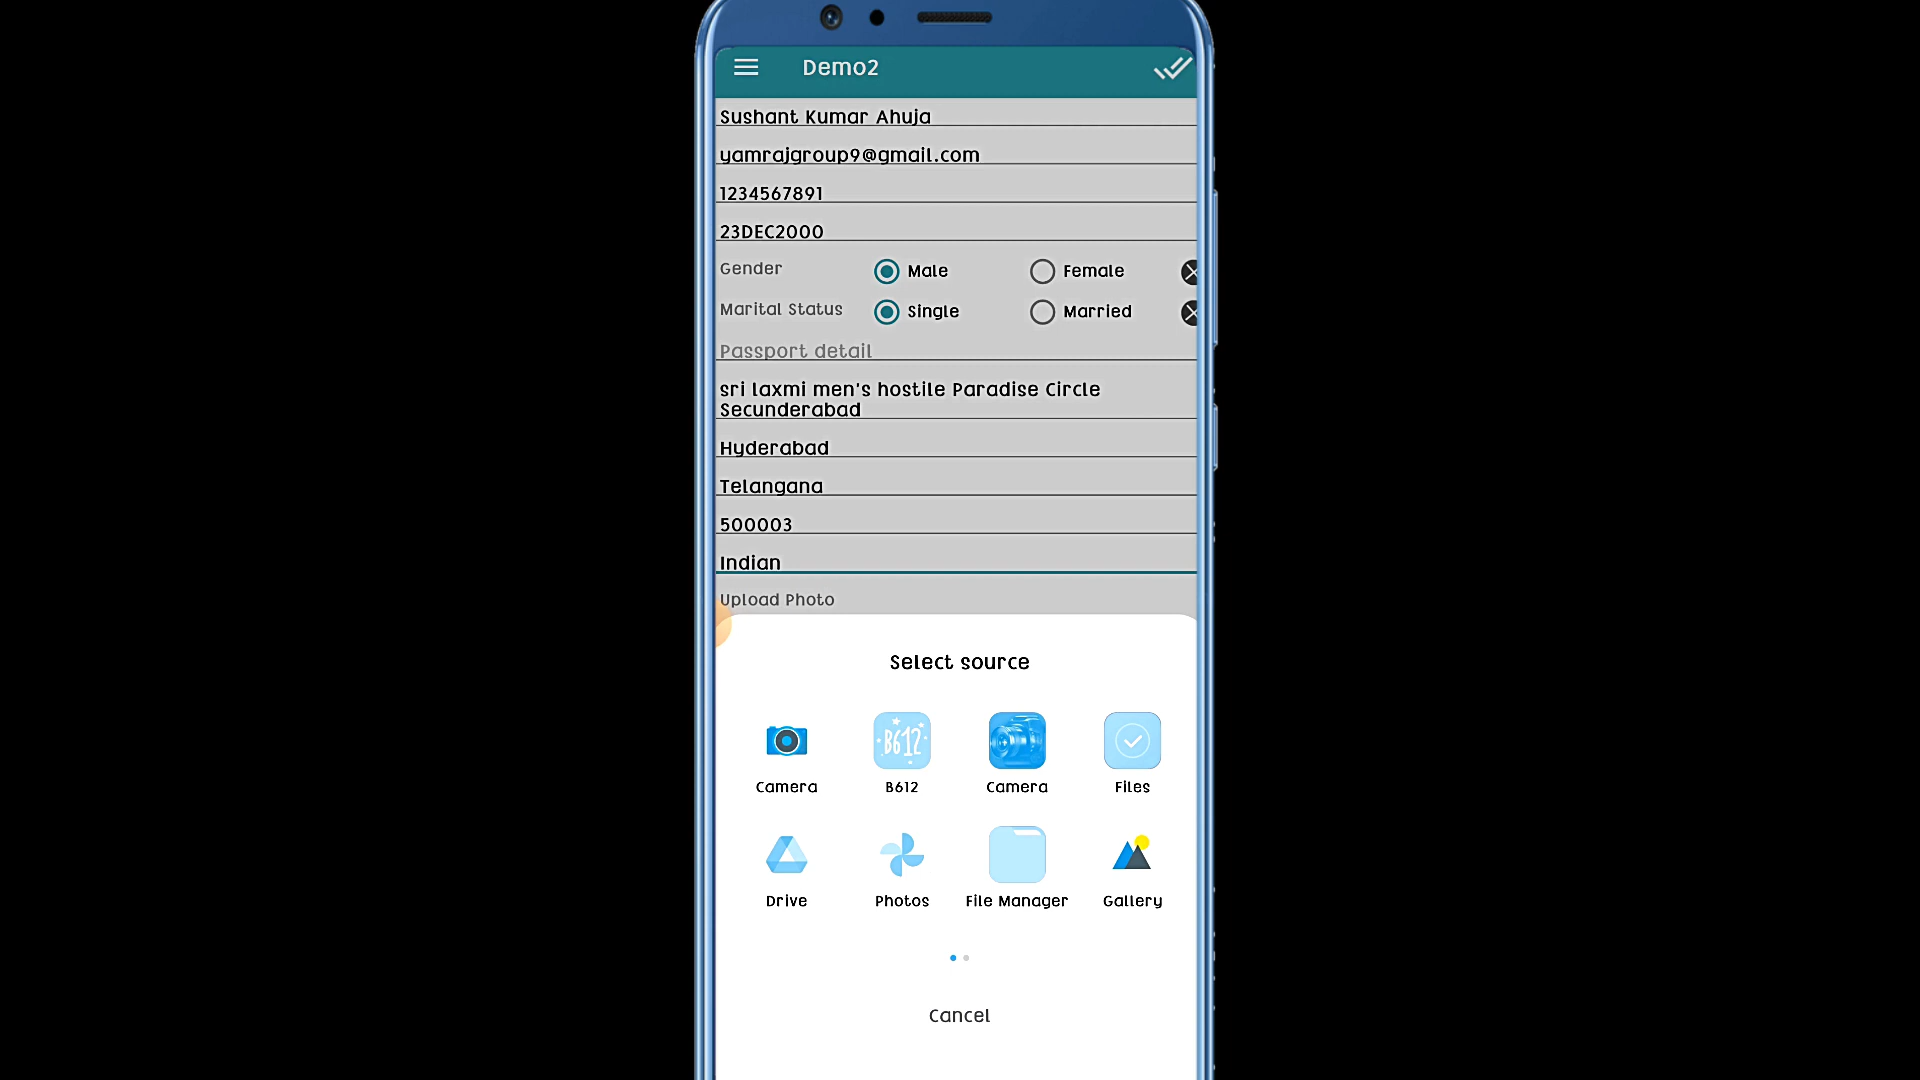 Demo2
Sushant Kumar Ahuja
yamrajgroup9@gmail.com
1234567891
23DEC2000
Gender Male Female
Marital Status Single Married
Passport detail
sri laxmi men's hostile Paradise Circle
Secunderabad
Hyderabad
Telangana
500003
Indian
Upload Photo
Select source
B612
Camera B612 Camera Files
Drive Photos File Manager Gallery
Cancel